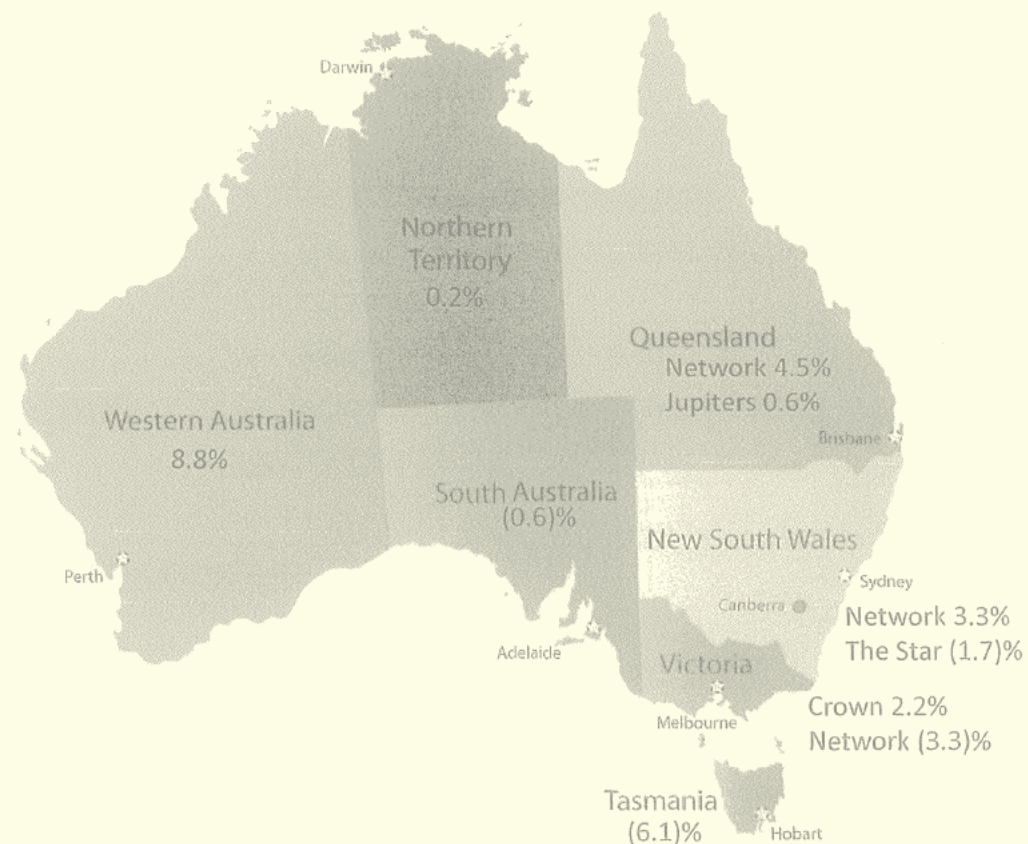 Darwin
Northern
Territory
0.2%
Queensland
Network 4.5%
Jupiters 0.6%
Western Australia
8.8%
Brisbane
South Australia
(0.6)%
New South Wales
Perth
Sydney
Canberra
Network 3.3%
The Star (1.7)%
Adelaide
Victoria
Crown 2.2%
Melbourne
Network (3.3)%
Tasmania
(6.1)%
Hobart